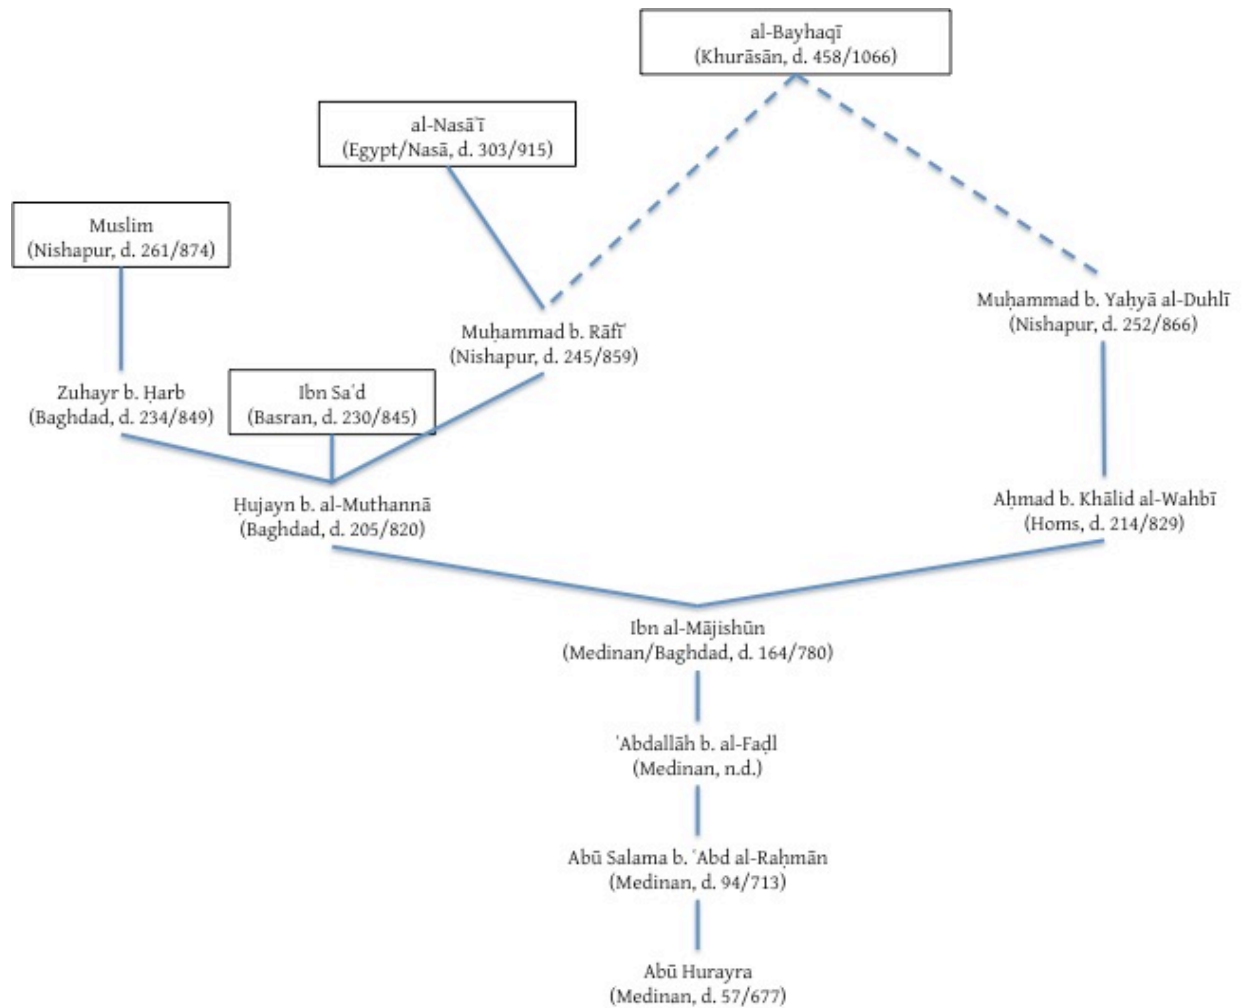 al-Bayhaqī
(Khurāsān, d. 458/1066)
al-Nasāʾī
(Egypt/Nasā, d. 303/915)
Muslim
(Nishapur, d. 261/874)
Muḥammad b. Yaḥyā al-Duhlī
(Nishapur, d. 252/866)
Muḥammad b. Rāfiʿ
(Nishapur, d. 245/859)
Zuhayr b. Ḥarb
(Baghdad, d. 234/849)
Ibn Saʿd
(Basran, d. 230/845)
Ḥujayn b. al-Muthannā
(Baghdad, d. 205/820)
Aḥmad b. Khālid al-Wahbī
(Homs, d. 214/829)
Ibn al-Mājishūn
(Medinan/Baghdad, d. 164/780)
ʿAbdallāh b. al-Faḍl
(Medinan, n.d.)
Abū Salama b. ʿAbd al-Raḥmān
(Medinan, d. 94/713)
Abū Hurayra
(Medinan, d. 57/677)